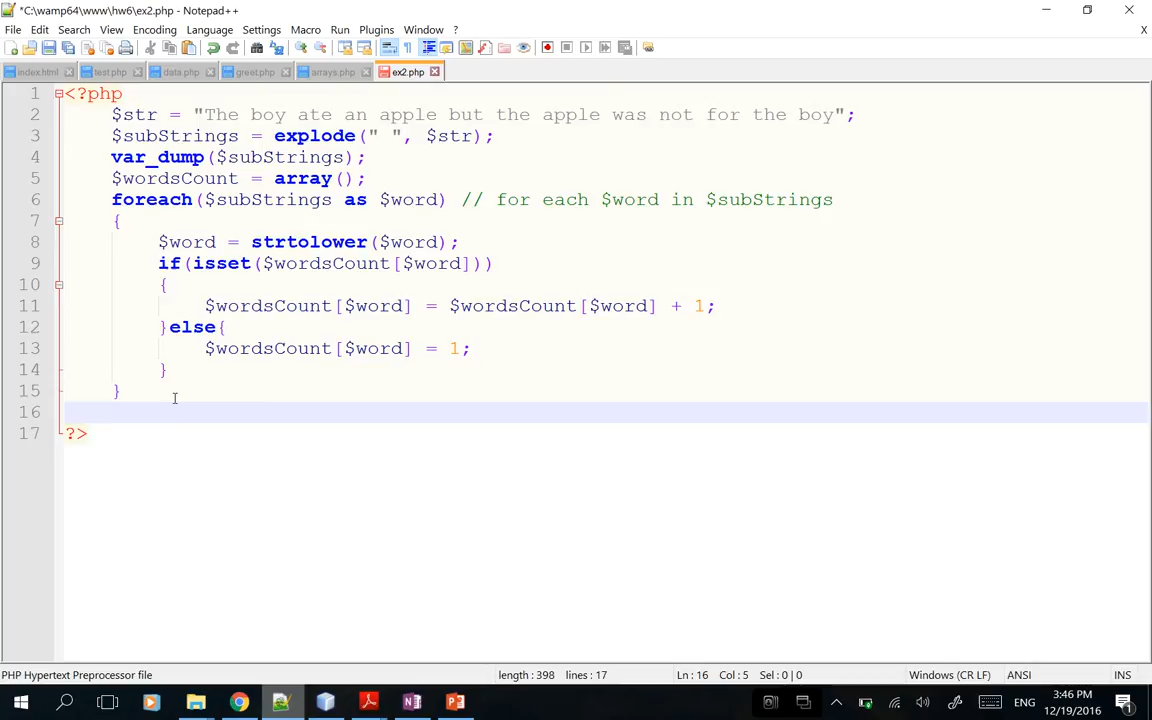 *C:\wamp64\www\hw6\ex2.php - Notepad++
File Edit Search View Encoding Language Settings Macro Run Plugins Window ? X
index.html test.php data.php greet.php arrays.php ex2.php
1 <?php
2 $str = "The boy ate an apple but the apple was not for the boy";
3 $subStrings = explode(" ", $str);
4 var_dump($subStrings);
5 $wordsCount = array();
6 foreach($subStrings as $word) // for each $word in $subStrings
7 {
8 $word = strtolower($word);
9 if(isset($wordsCount[$word]))
10 {
11 $wordsCount[$word] = $wordsCount[$word] + 1;
12 }else{
13 $wordsCount[$word] = 1;
14 }
15 }
16
17 ?>
PHP Hypertext Preprocessor file length : 398 lines : 17 Ln : 16 Col : 5 Sel : 0 | 0 Windows (CR LF) ANSI INS
ENG 3:46 PM
12/19/2016